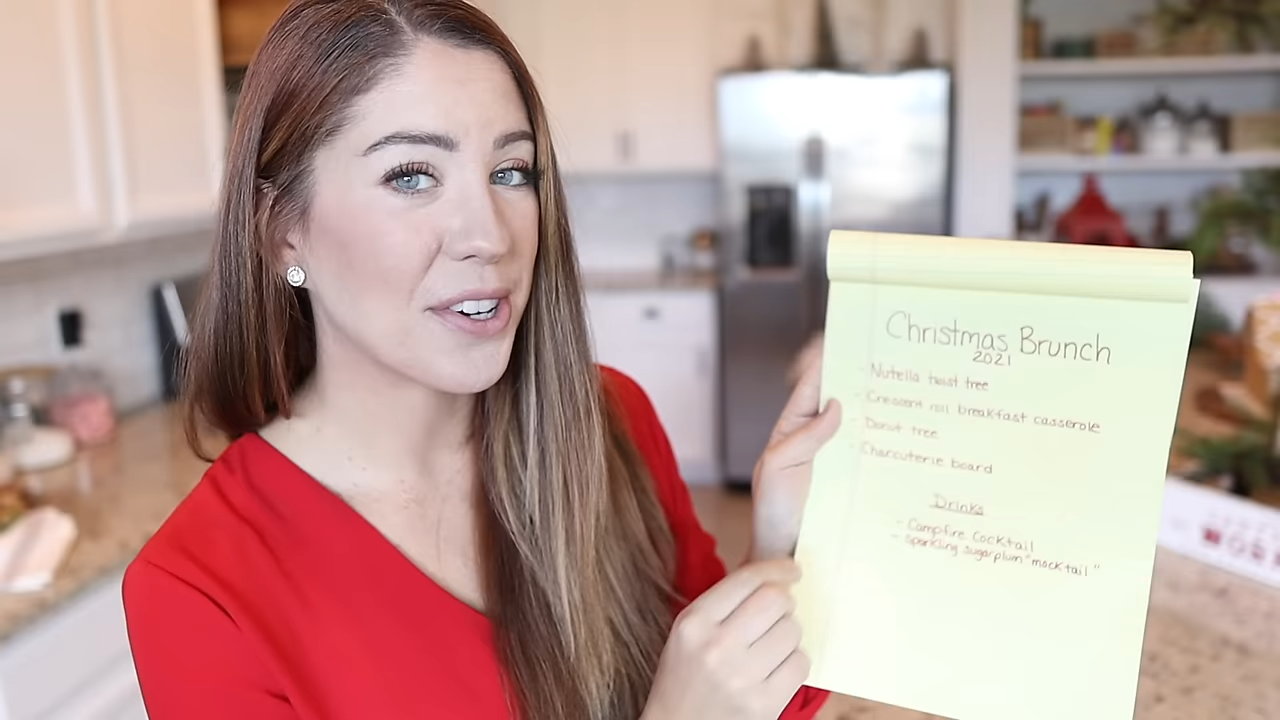 Christmas Brunch
2021
- Nutella twist tree
- Crescent roll breakfast casserole
- Donut tree
- Charcuterie board
Drinks
- Campfire Cocktail
- Sparkling sugarplum "mocktail"